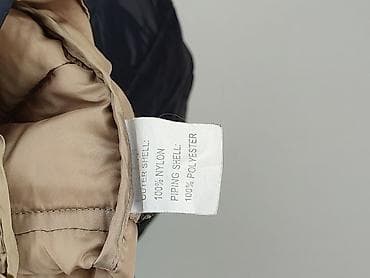 OUTER SHELL:
100% NYLON
PIPING SHELL:
100% POLYESTER